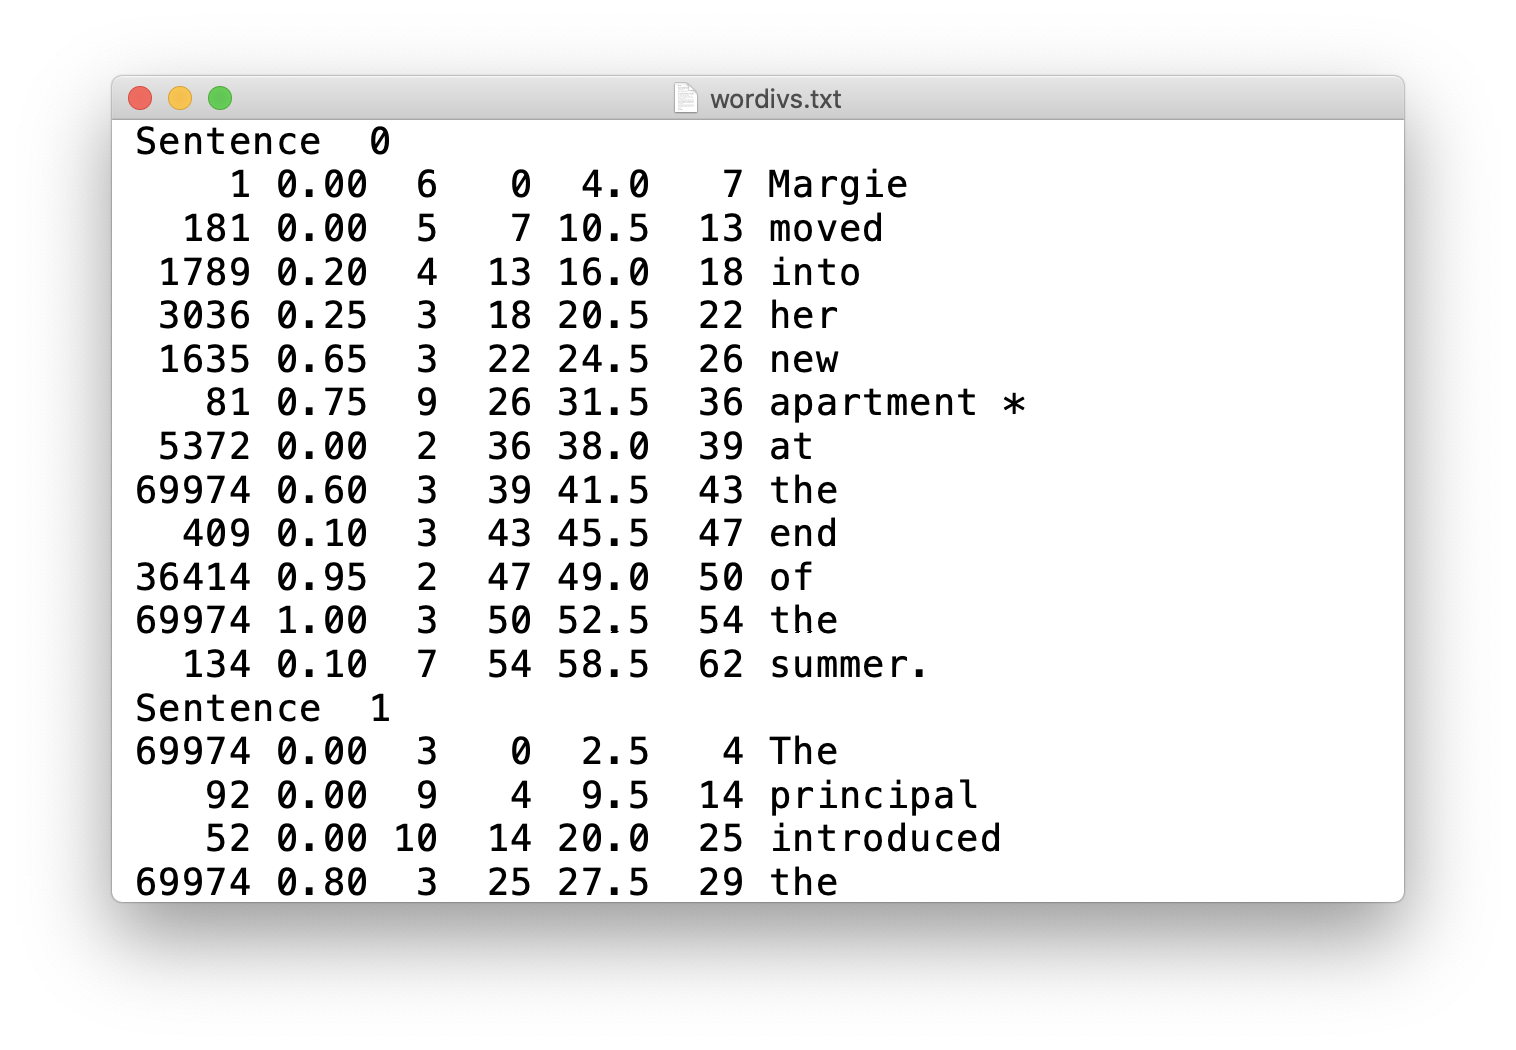 wordivs.txt
Sentence  0
    1 0.00  6   0  4.0   7 Margie
  181 0.00  5   7 10.5  13 moved
 1789 0.20  4  13 16.0  18 into
 3036 0.25  3  18 20.5  22 her
 1635 0.65  3  22 24.5  26 new
   81 0.75  9  26 31.5  36 apartment *
 5372 0.00  2  36 38.0  39 at
69974 0.60  3  39 41.5  43 the
  409 0.10  3  43 45.5  47 end
36414 0.95  2  47 49.0  50 of
69974 1.00  3  50 52.5  54 the
  134 0.10  7  54 58.5  62 summer.
Sentence  1
69974 0.00  3   0  2.5   4 The
   92 0.00  9   4  9.5  14 principal
   52 0.00 10  14 20.0  25 introduced
69974 0.80  3  25 27.5  29 the